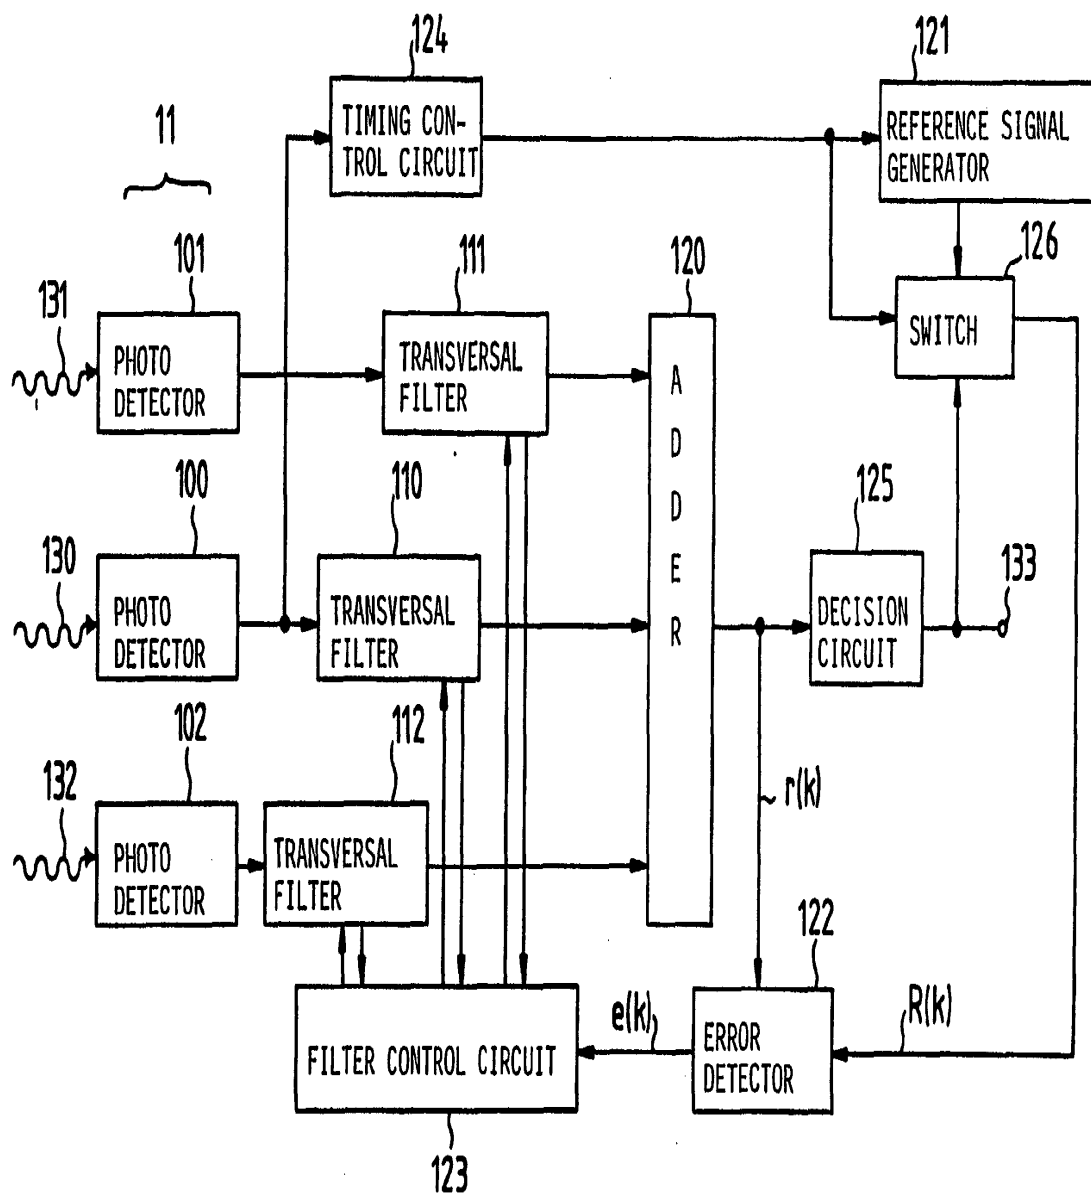 124
121
11
TIMING CON-
TROL CIRCUIT
REFERENCE SIGNAL
GENERATOR
101
111
120
126
131
PHOTO
DETECTOR
TRANSVERSAL
FILTER
A
D
D
E
R
SWITCH
100
110
125
130
133
PHOTO
DETECTOR
TRANSVERSAL
FILTER
DECISION
CIRCUIT
102
112
132
r(k)
PHOTO
DETECTOR
TRANSVERSAL
FILTER
122
e(k)
R(k)
FILTER CONTROL CIRCUIT
ERROR
DETECTOR
123